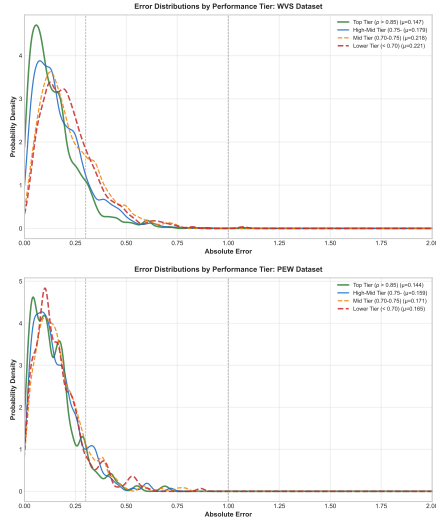 Error Distributions by Performance Tier: WVS Dataset
Top Tier (ρ > 0.85) (μ=0.147)
High-Mid Tier (0.75- (μ=0.179)
Mid Tier (0.70-0.75) (μ=0.218)
Lower Tier (< 0.70) (μ=0.221)
Probability Density
4
3
2
1
0
0.00 0.25 0.50 0.75 1.00 1.25 1.50 1.75 2.00
Absolute Error
Error Distributions by Performance Tier: PEW Dataset
Top Tier (ρ > 0.85) (μ=0.144)
High-Mid Tier (0.75- (μ=0.159)
Mid Tier (0.70-0.75) (μ=0.171)
Lower Tier (< 0.70) (μ=0.165)
Probability Density
5
4
3
2
1
0
0.00 0.25 0.50 0.75 1.00 1.25 1.50 1.75 2.00
Absolute Error